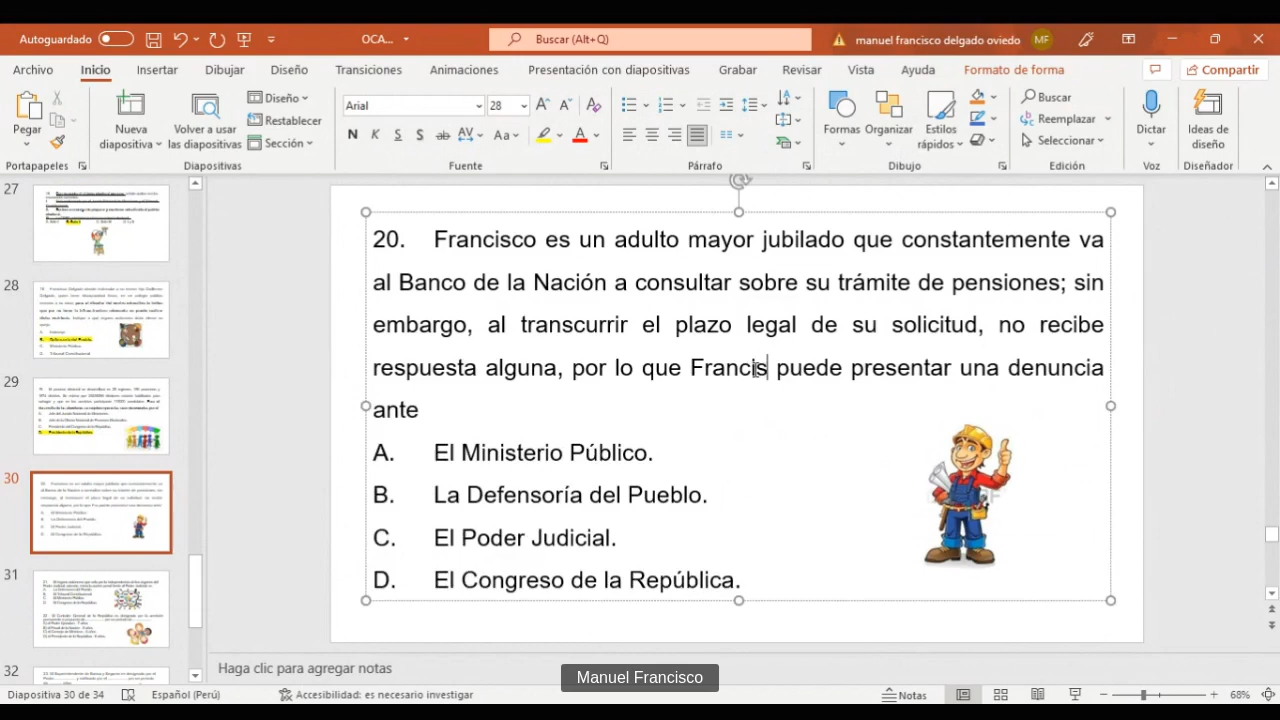 Autoguardado
OCA...
Buscar (Alt+Q)
manuel francisco delgado oviedo
MF
Archivo Inicio Insertar Dibujar Diseño Transiciones Animaciones Presentación con diapositivas Grabar Revisar Vista Ayuda Formato de forma
Compartir
Pegar
Nueva diapositiva
Volver a usar las diapositivas
Diseño
Restablecer
Sección
Arial 28
N K S S ab AV Aa A
Formas
Organizar
Estilos rápidos
Buscar
Reemplazar
Seleccionar
Dictar
Ideas de diseño
Portapapeles Diapositivas Fuente Párrafo Dibujo Edición Voz Diseñador
27
28
29
30
31
32
20. Francisco es un adulto mayor jubilado que constantemente va
al Banco de la Nación a consultar sobre su trámite de pensiones; sin
embargo, al transcurrir el plazo legal de su solicitud, no recibe
respuesta alguna, por lo que Francis puede presentar una denuncia
ante
A. El Ministerio Público.
B. La Defensoría del Pueblo.
C. El Poder Judicial.
D. El Congreso de la República.
Haga clic para agregar notas
Manuel Francisco
Diapositiva 30 de 34
Español (Perú)
Accesibilidad: es necesario investigar
Notas
68%